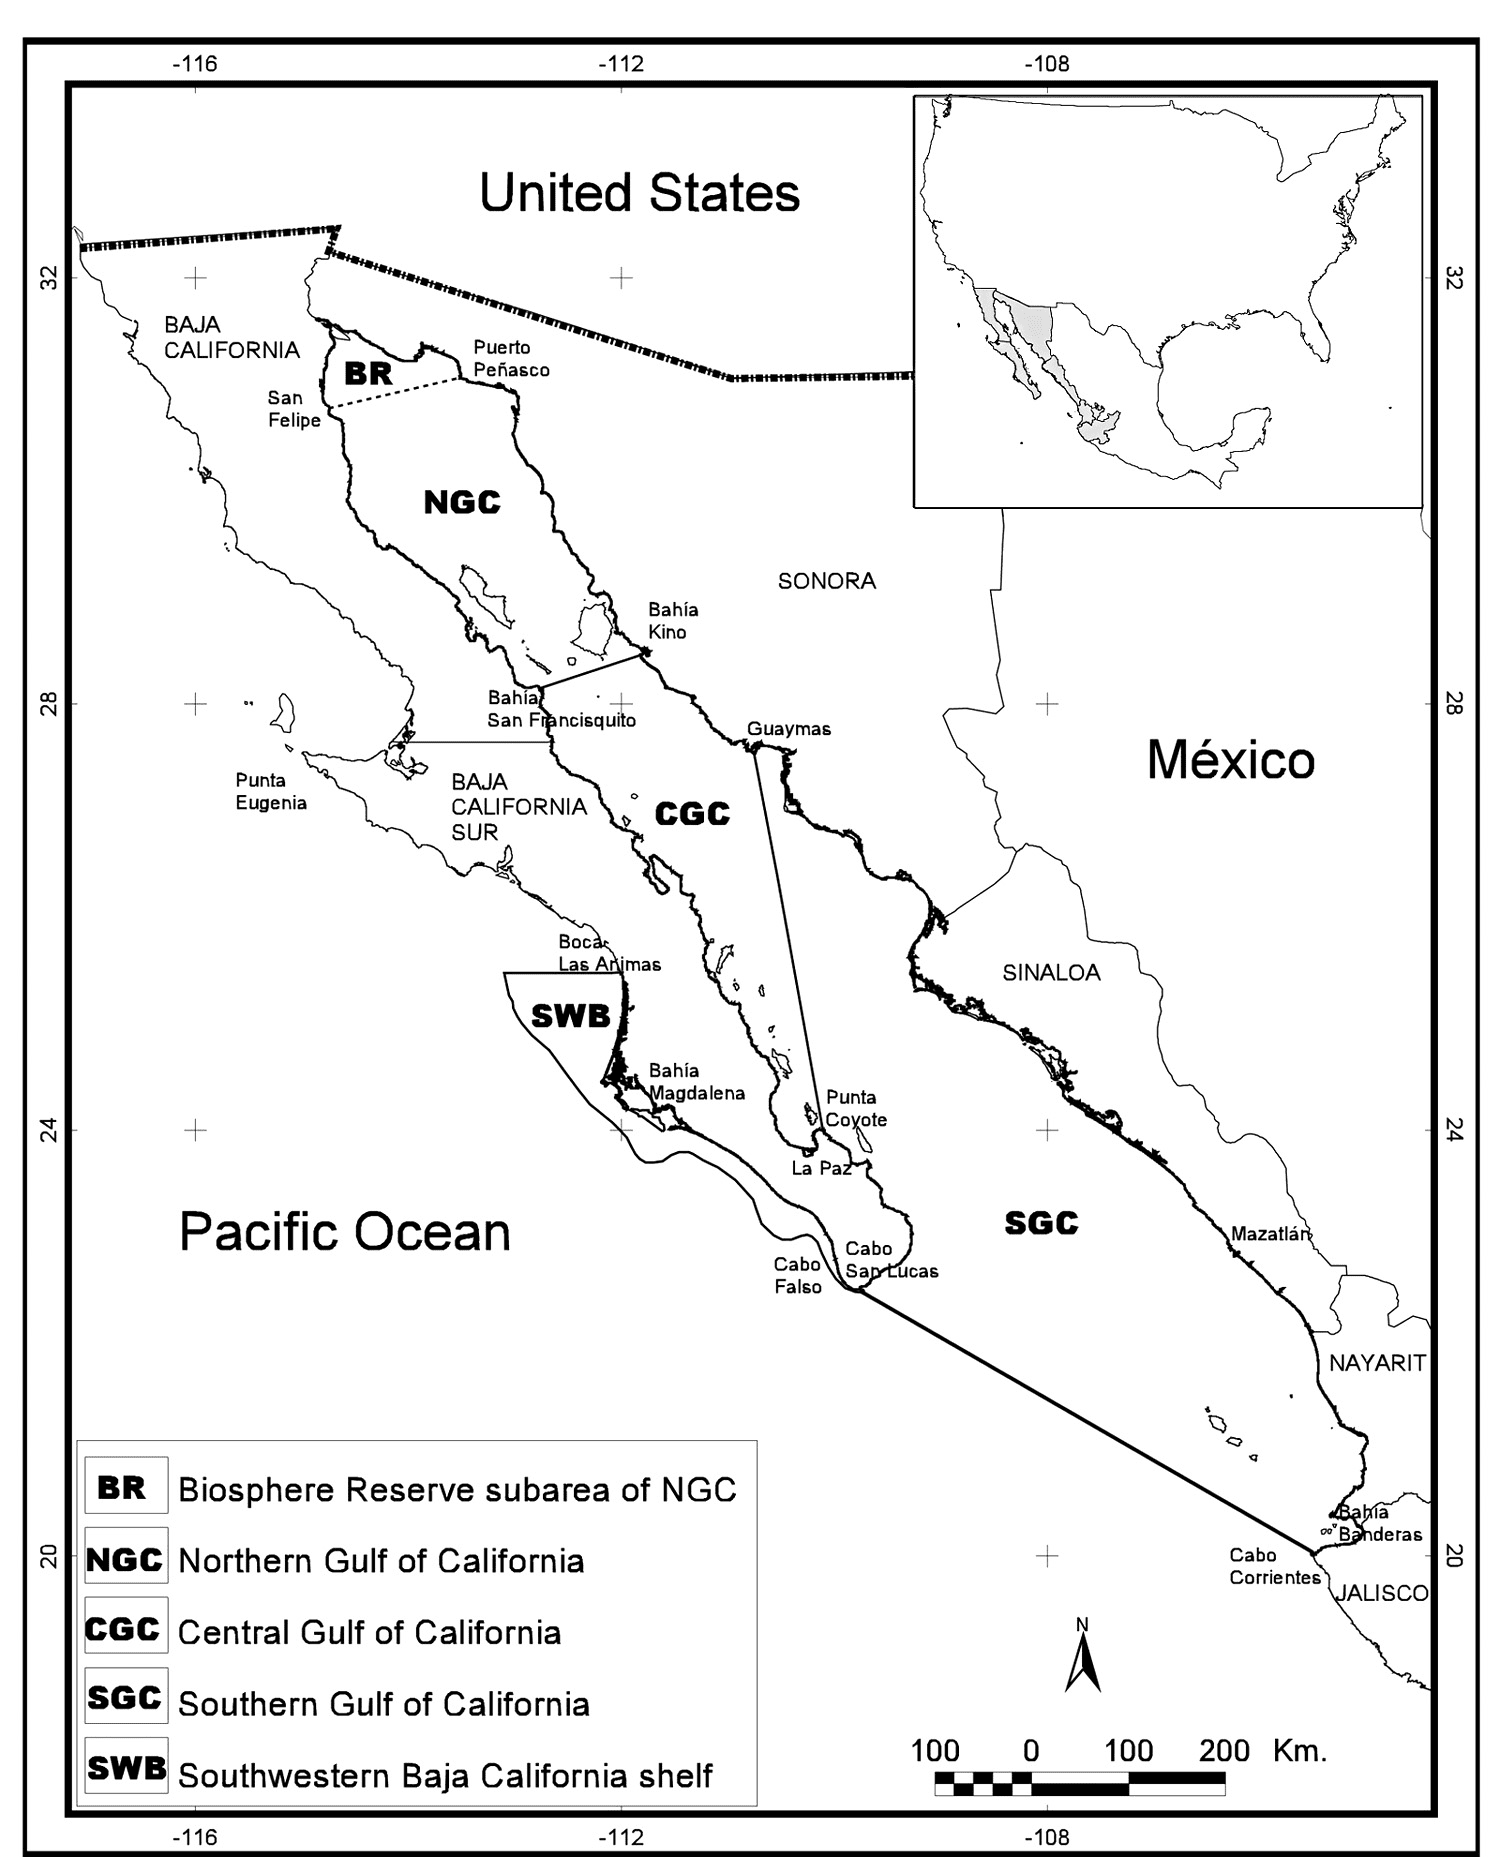 -116
-112
-108
United States
32
32
BAJA
CALIFORNIA
Puerto
Peñasco
BR
San
Felipe
NGC
SONORA
Bahía
Kino
28
28
Bahía
San Francisquito
Guaymas
México
Punta
Eugenia
BAJA
CALIFORNIA
SUR
CGC
Boca
Las Animas
SINALOA
SWB
Bahía
Magdalena
Punta
Coyote
24
24
La Paz
Pacific Ocean
SGC
Mazatlán
Cabo
San Lucas
Cabo
Falso
NAYARIT
BR Biosphere Reserve subarea of NGC
NGC Northern Gulf of California
CGC Central Gulf of California
SGC Southern Gulf of California
SWB Southwestern Baja California shelf
Bahía
Banderas
20
20
Cabo
Corrientes
JALISCO
N
100 0 100 200 Km.
-116
-112
-108